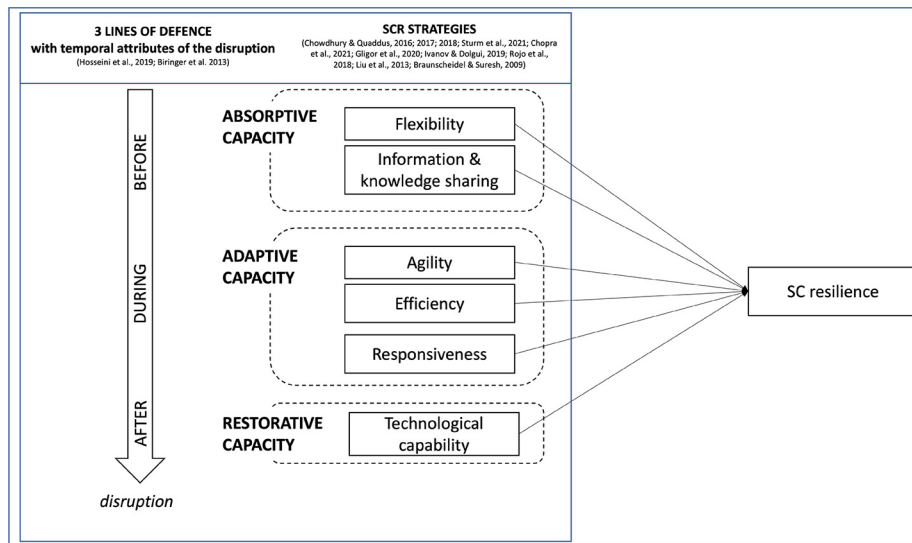 3 LINES OF DEFENCE
with temporal attributes of the disruption
(Hosseini et al., 2019; Biringer et al. 2013)
SCR STRATEGIES
(Chowdhury & Quaddus, 2016; 2017; 2018; Sturm et al., 2021; Chopra
et al., 2021; Gligor et al., 2020; Ivanov & Dolgui, 2019; Rojo et al.,
2018; Liu et al., 2013; Braunscheidel & Suresh, 2009)
BEFORE
DURING
AFTER
disruption
ABSORPTIVE
CAPACITY
Flexibility
Information &
knowledge sharing
ADAPTIVE
CAPACITY
Agility
Efficiency
Responsiveness
RESTORATIVE
CAPACITY
Technological
capability
SC resilience